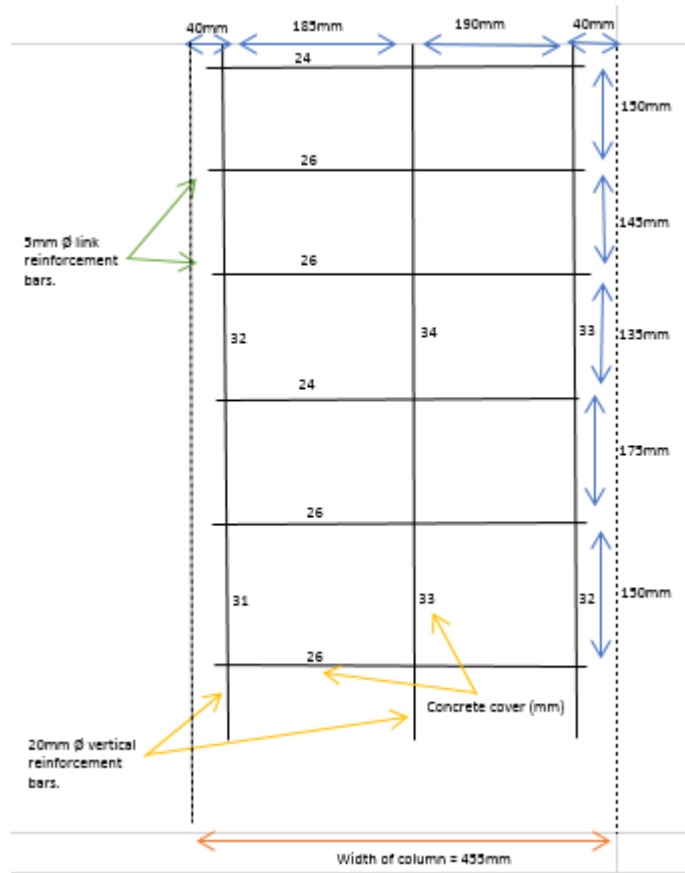 40mm
185mm
190mm
40mm
24
150mm
26
145mm
5mm Ø link
reinforcement
bars.
26
32
34
33
135mm
24
175mm
26
31
33
32
150mm
26
Concrete cover (mm)
20mm Ø vertical
reinforcement
bars.
Width of column = 455mm